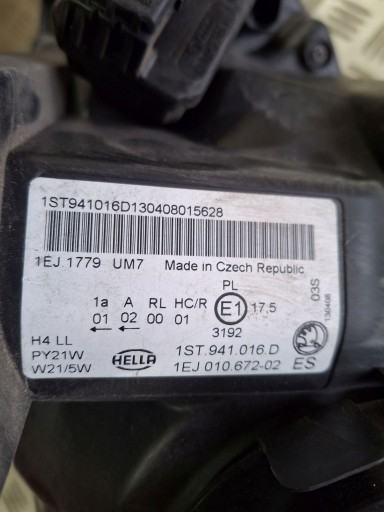 1ST941016D130408015628
1EJ 1779 UM7 Made in Czech Republic
PL
1a A RL HC/R E1 17,5
01 02 00 01
3192
03S
130408
H4 LL
PY21W
W21/5W
HELLA
1ST.941.016.D
1EJ 010.672-02 ES